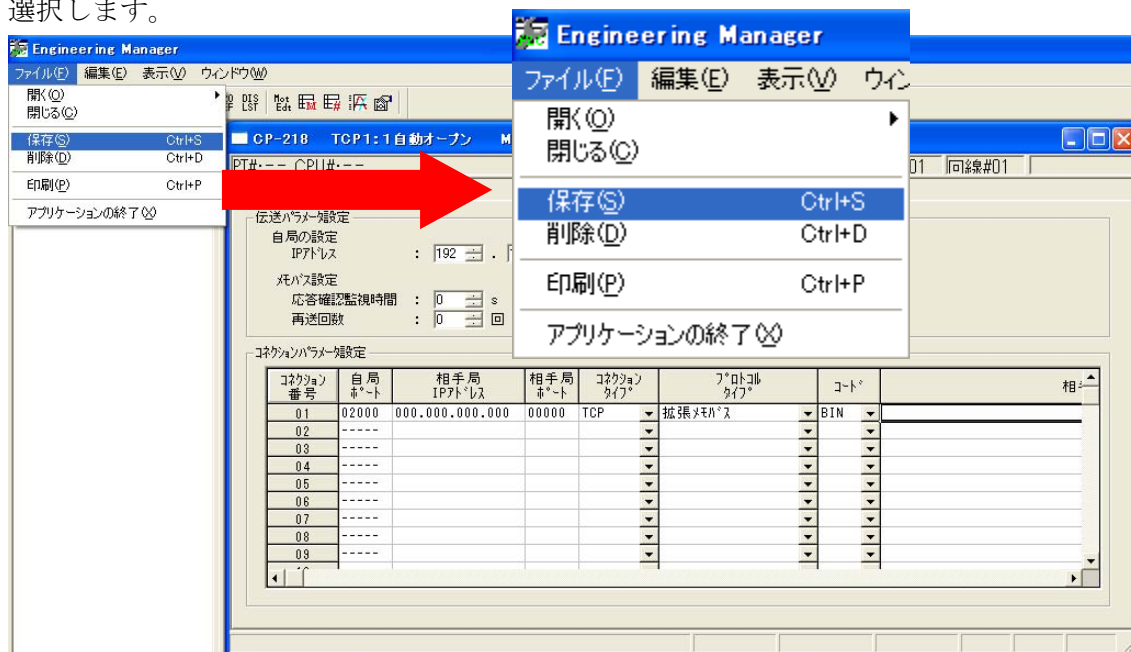 選択します。
Engineering Manager
ファイル(F) 編集(E) 表示(V) ウィンドウ(W)
開く(O)
閉じる(C)
保存(S) Ctrl+S
削除(D) Ctrl+D
印刷(P) Ctrl+P
アプリケーションの終了(X)
Engineering Manager
ファイル(F) 編集(E) 表示(V) ウィン
開く(O)
閉じる(C)
保存(S) Ctrl+S
削除(D) Ctrl+D
印刷(P) Ctrl+P
アプリケーションの終了(X)
DIS LST Mot Edt
CP-218 TCP1:1自動オープン M
PT#:-- CPU#:-- 01 回線#01
伝送パラメータ設定
自局の設定
IPアドレス : 192 .
メモバス設定
応答確認監視時間 : 0 s
再送回数 : 0 回
コネクションパラメータ設定
コネクション番号 自局ポート 相手局IPアドレス 相手局ポート コネクションタイプ プロトコルタイプ コード 相
01 02000 000.000.000.000 00000 TCP 拡張メモバス BIN
02 -----
03 -----
04 -----
05 -----
06 -----
07 -----
08 -----
09 -----